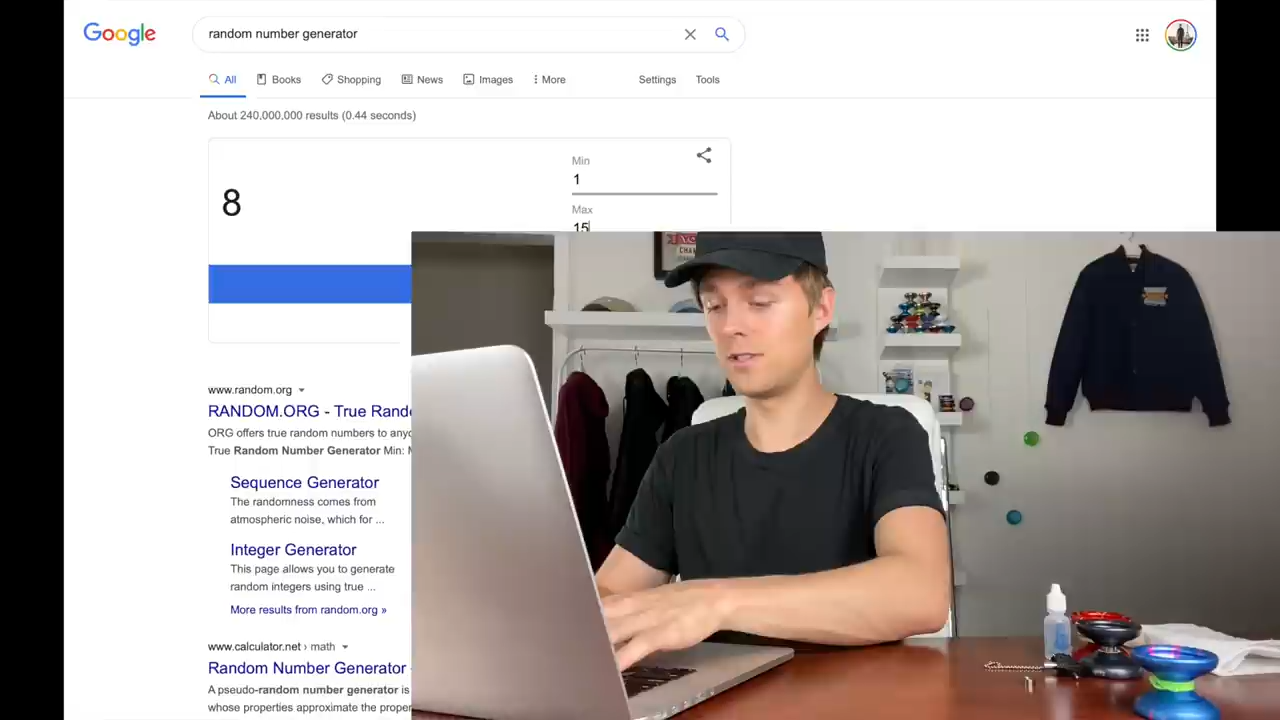 Google
random number generator
All
Books
Shopping
News
Images
More
Settings
Tools
About 240,000,000 results (0.44 seconds)
Min
1
8
Max
15
www.random.org
RANDOM.ORG - True Rand
ORG offers true random numbers to any
True Random Number Generator Min:
Sequence Generator
The randomness comes from
atmospheric noise, which for ...
Integer Generator
This page allows you to generate
random integers using true ...
More results from random.org »
www.calculator.net › math
Random Number Generator
A pseudo-random number generator is
whose properties approximate the proper
CHAM